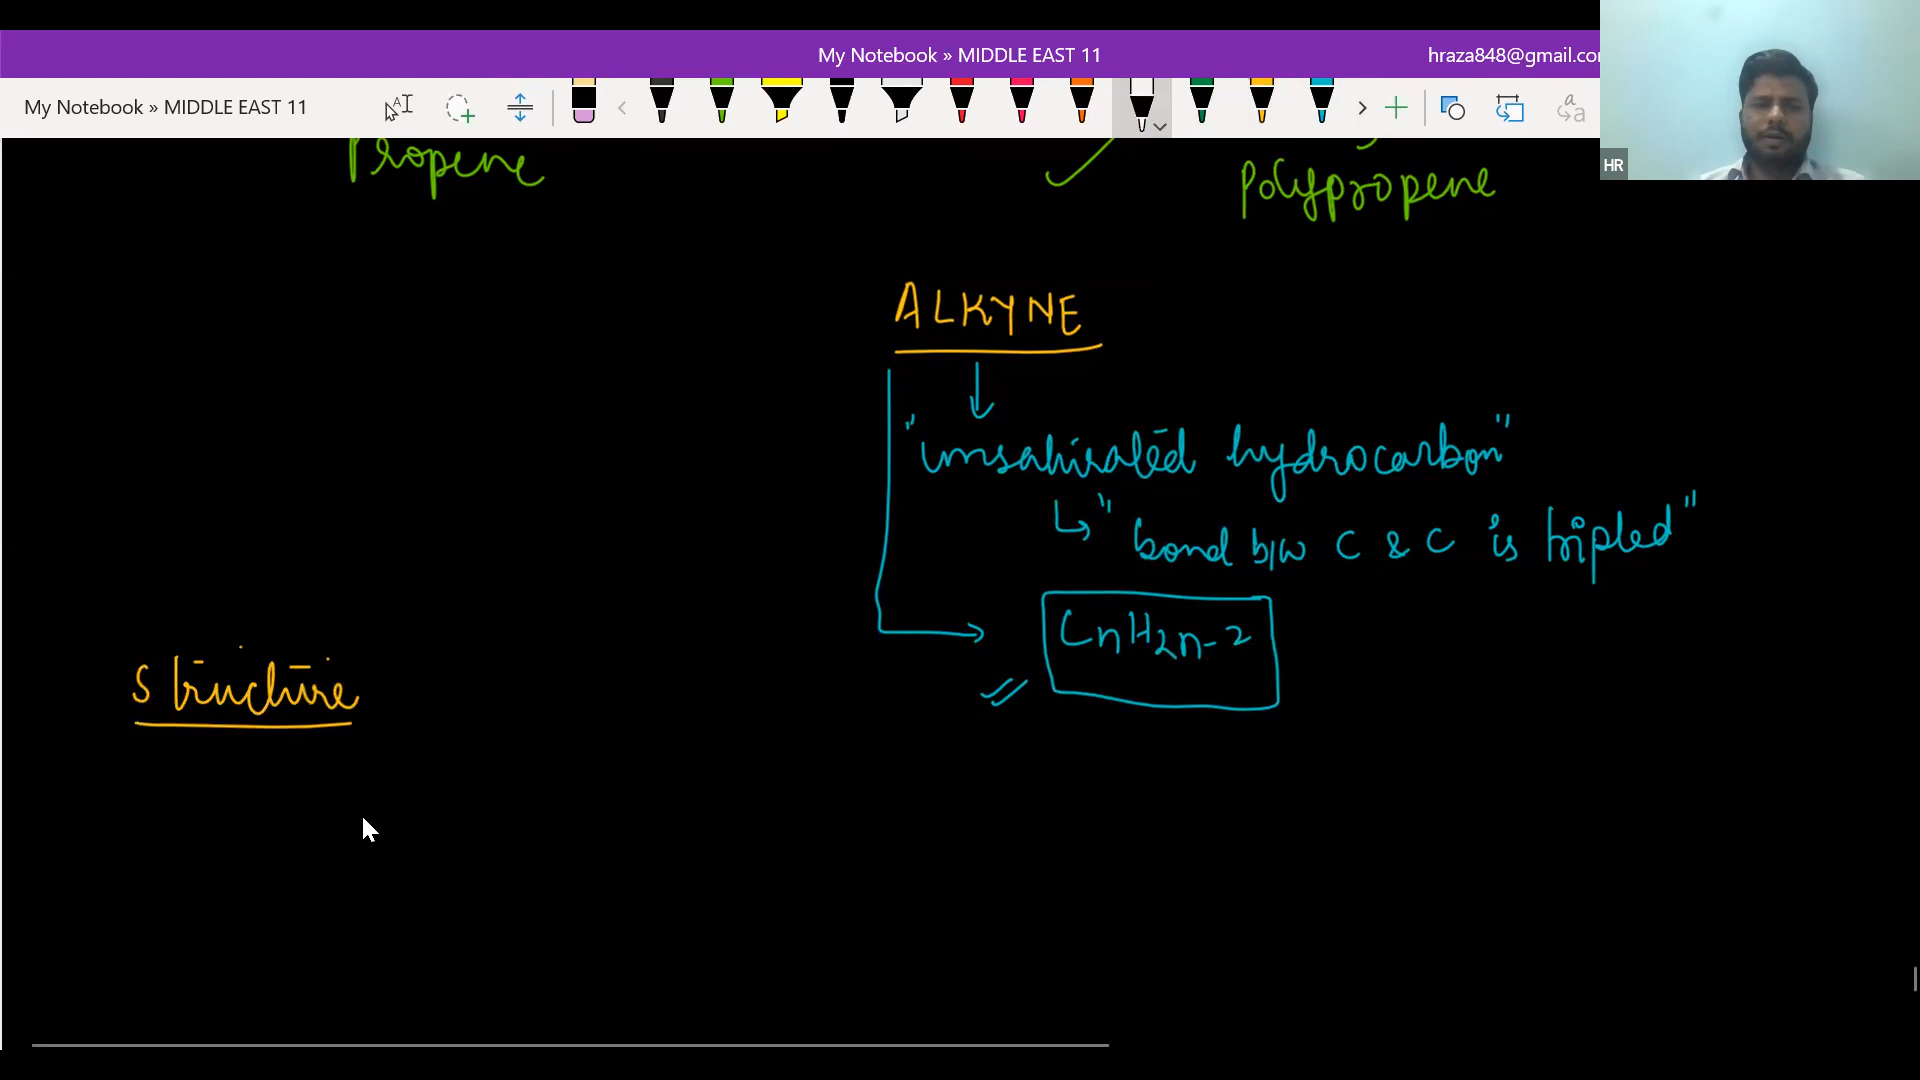 My Notebook » MIDDLE EAST 11
hraza848@gmail.co
My Notebook » MIDDLE EAST 11
HR
Propene
Polypropene
ALKYNE
"unsaturated hydrocarbon"
"bond b/w C & C is tripled"
CnH2n-2
Structure